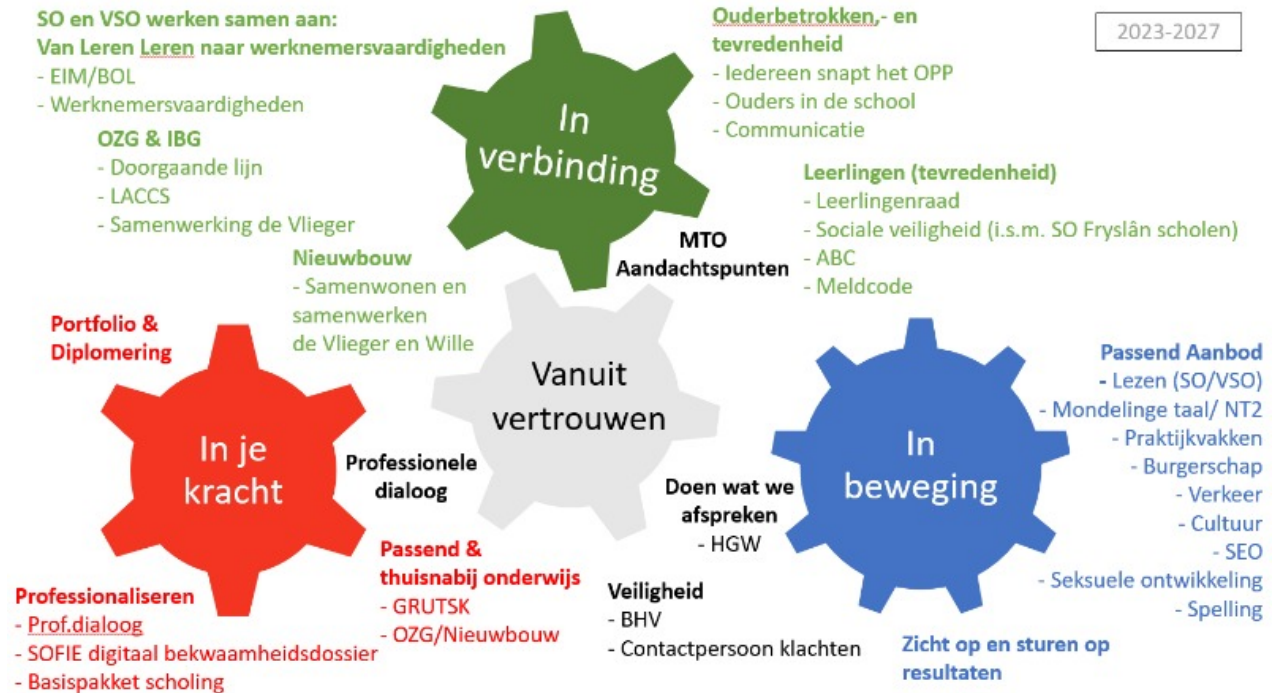 SO en VSO werken samen aan:
Van Leren Leren naar werknemersvaardigheden
- EIM/BOL
- Werknemersvaardigheden
OZG & IBG
- Doorgaande lijn
- LACCS
- Samenwerking de Vlieger
Nieuwbouw
- Samenwonen en
samenwerken
de Vlieger en Wille
In
verbinding
Ouderbetrokken,- en
tevredenheid
- Iedereen snapt het OPP
- Ouders in de school
- Communicatie
2023-2027
Leerlingen (tevredenheid)
- Leerlingenraad
- Sociale veiligheid (i.s.m. SO Fryslân scholen)
- ABC
- Meldcode
MTO
Aandachtspunten
Portfolio &
Diplomering
In je
kracht
Professionele
dialoog
Vanuit
vertrouwen
Doen wat we
afspreken
- HGW
In
beweging
Passend Aanbod
- Lezen (SO/VSO)
- Mondelinge taal/ NT2
- Praktijkvakken
- Burgerschap
- Verkeer
- Cultuur
- SEO
- Seksuele ontwikkeling
- Spelling
Professionaliseren
- Prof.dialoog
- SOFIE digitaal bekwaamheidsdossier
- Basispakket scholing
Passend &
thuisnabij onderwijs
- GRUTSK
- OZG/Nieuwbouw
Veiligheid
- BHV
- Contactpersoon klachten
Zicht op en sturen op
resultaten